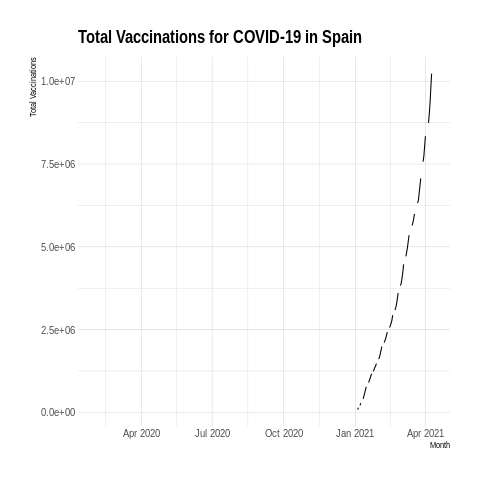 Total Vaccinations for COVID-19 in Spain
Total Vaccinations
1.0e+07
7.5e+06
5.0e+06
2.5e+06
0.0e+00
Apr 2020 Jul 2020 Oct 2020 Jan 2021 Apr 2021
Month